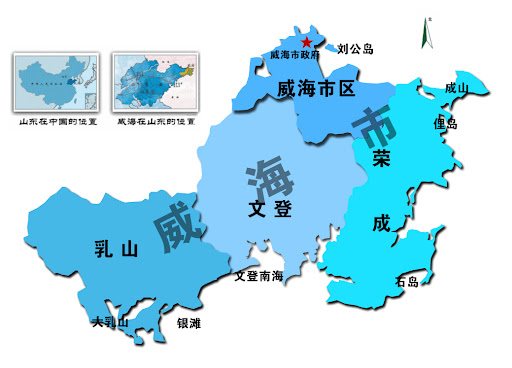 北
刘公岛
威海市政府
威海市区
成山
俚岛
山东在中国的位置
威海在山东的位置
荣成
威海市
文登
乳山
石岛
文登南海
大乳山
银滩